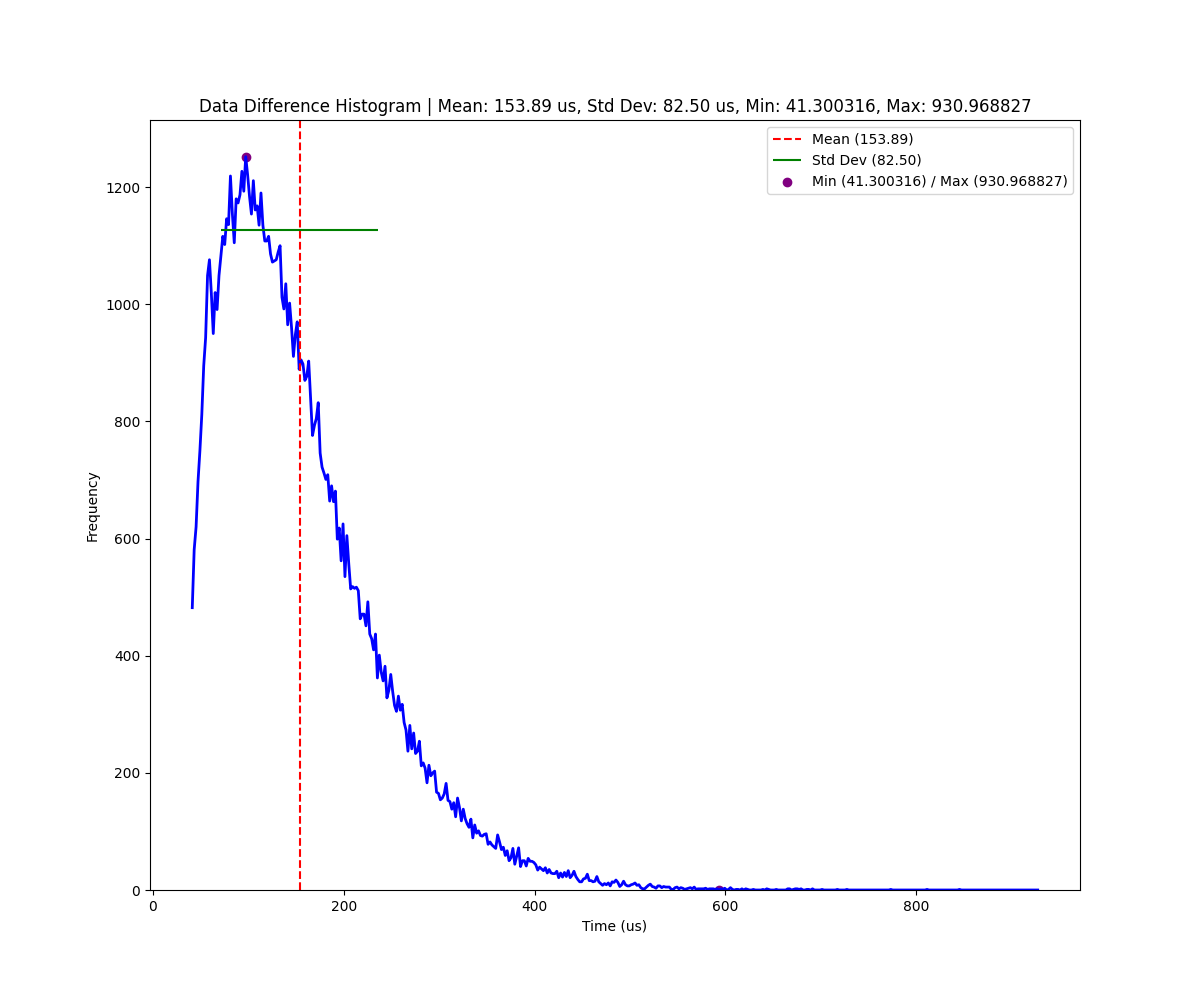 Data Difference Histogram | Mean: 153.89 us, Std Dev: 82.50 us, Min: 41.300316, Max: 930.968827
Mean (153.89)
Std Dev (82.50)
Min (41.300316) / Max (930.968827)
1200
1000
800
600
400
200
0
Frequency
0 200 400 600 800
Time (us)